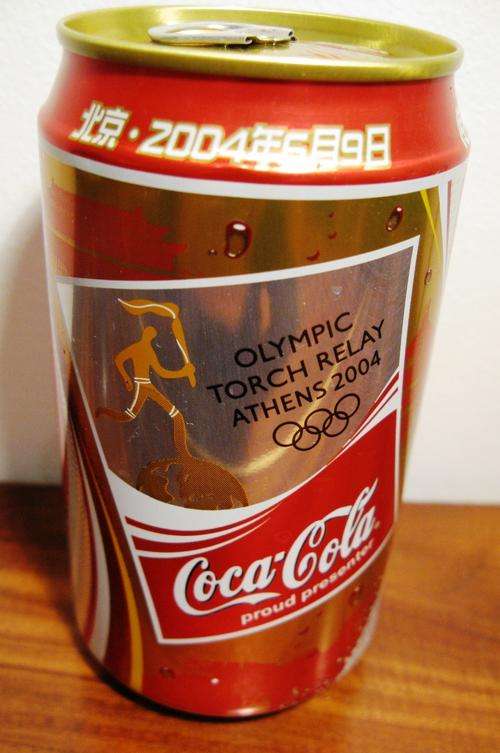 北京·2004年6月9日
OLYMPIC
TORCH RELAY
ATHENS 2004
Coca-Cola
proud presenter